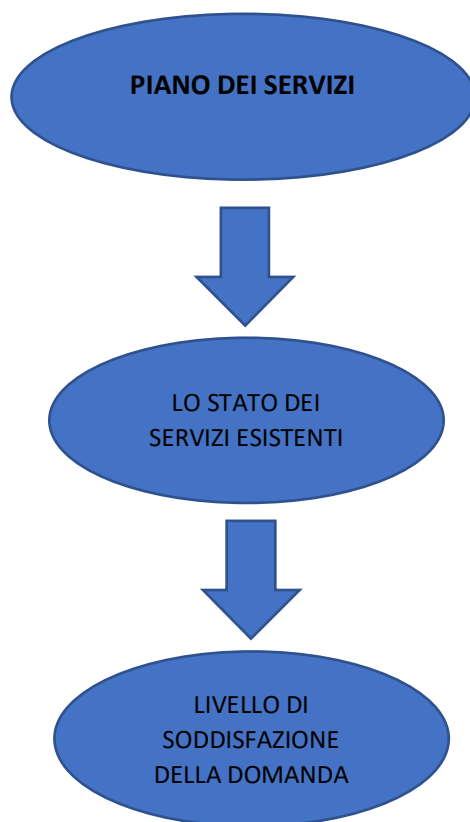 PIANO DEI SERVIZI
LO STATO DEI
SERVIZI ESISTENTI
LIVELLO DI
SODDISFAZIONE
DELLA DOMANDA